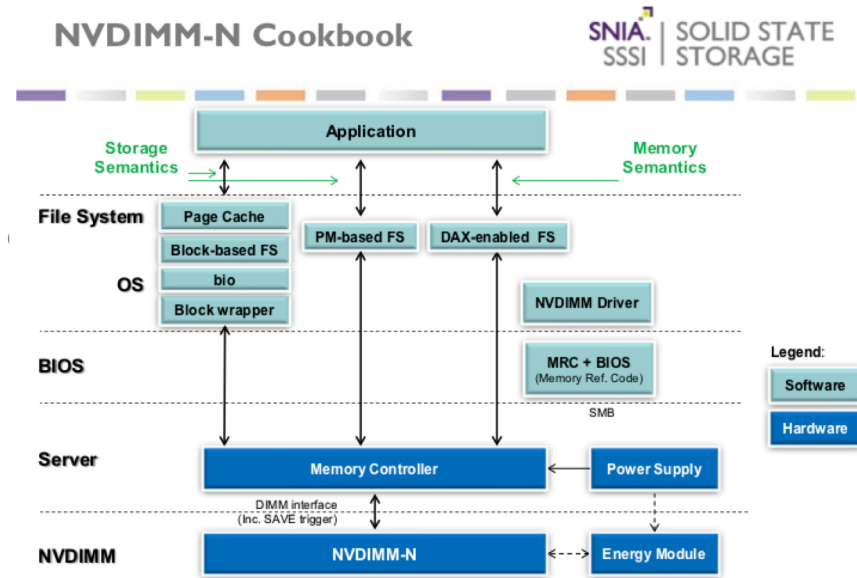 NVDIMM-N Cookbook
SNIA.
SSSI
SOLID STATE
STORAGE
Application
Storage
Semantics
Memory
Semantics
File System
Page Cache
Block-based FS
PM-based FS
DAX-enabled FS
OS
bio
Block wrapper
NVDIMM Driver
BIOS
MRC + BIOS
(Memory Ref. Code)
Legend:
Software
Hardware
SMB
Server
Memory Controller
Power Supply
DIMM interface
(Inc. SAVE trigger)
NVDIMM
NVDIMM-N
Energy Module